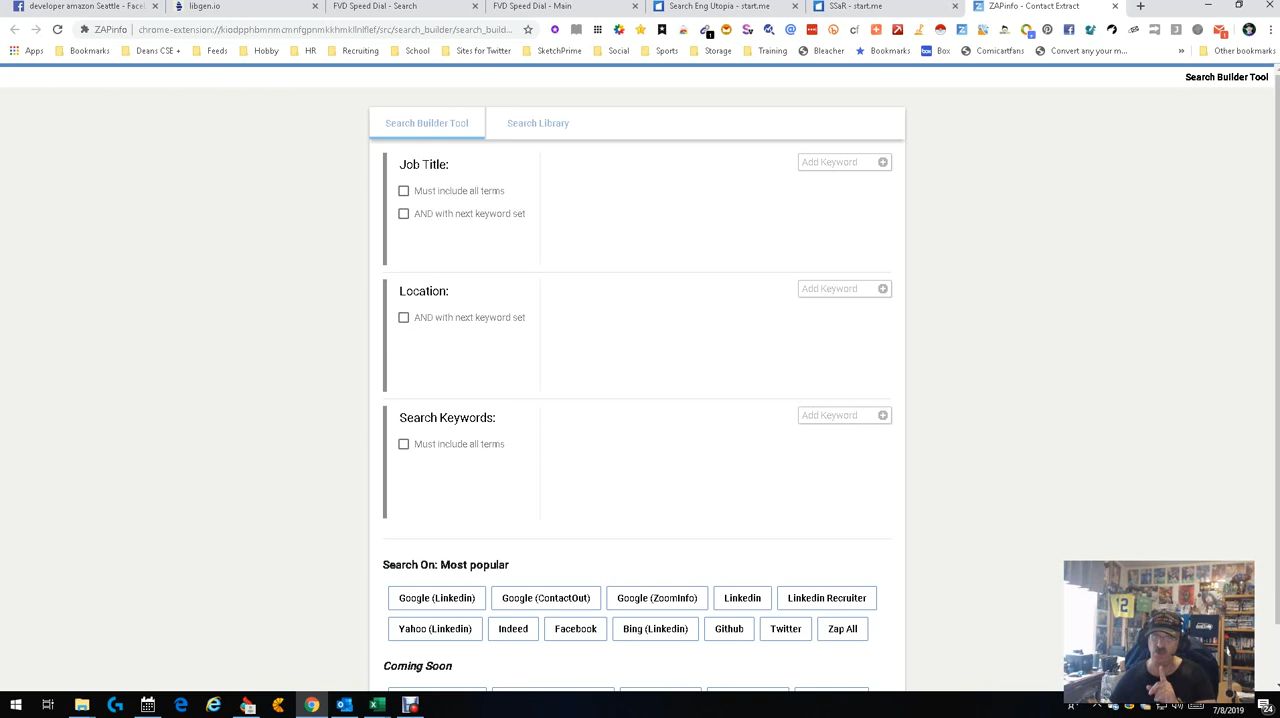 developer amazon Seattle - Fac
libgen.io
FVD Speed Dial - Search
FVD Speed Dial - Main
Search Eng Utopia - start.me
SSaR - start.me
ZAPinfo - Contact Extract
ZAPinfo
Apps
Bookmarks
Deans CSE +
Feeds
Hobby
HR
Recruiting
School
Sites for Twitter
SketchPrime
Social
Sports
Storage
Training
Bleacher
Bookmarks
Box
Comicartfans
Convert any your m...
Other bookmarks
Search Builder Tool
Search Builder Tool
Search Library
Job Title:
Add Keyword
Must include all terms
AND with next keyword set
Location:
Add Keyword
AND with next keyword set
Search Keywords:
Add Keyword
Must include all terms
Search On: Most popular
Google (Linkedin)
Google (ContactOut)
Google (ZoomInfo)
Linkedin
Linkedin Recruiter
Yahoo (Linkedin)
Indeed
Facebook
Bing (Linkedin)
Github
Twitter
Zap All
Coming Soon
12
7/8/2019